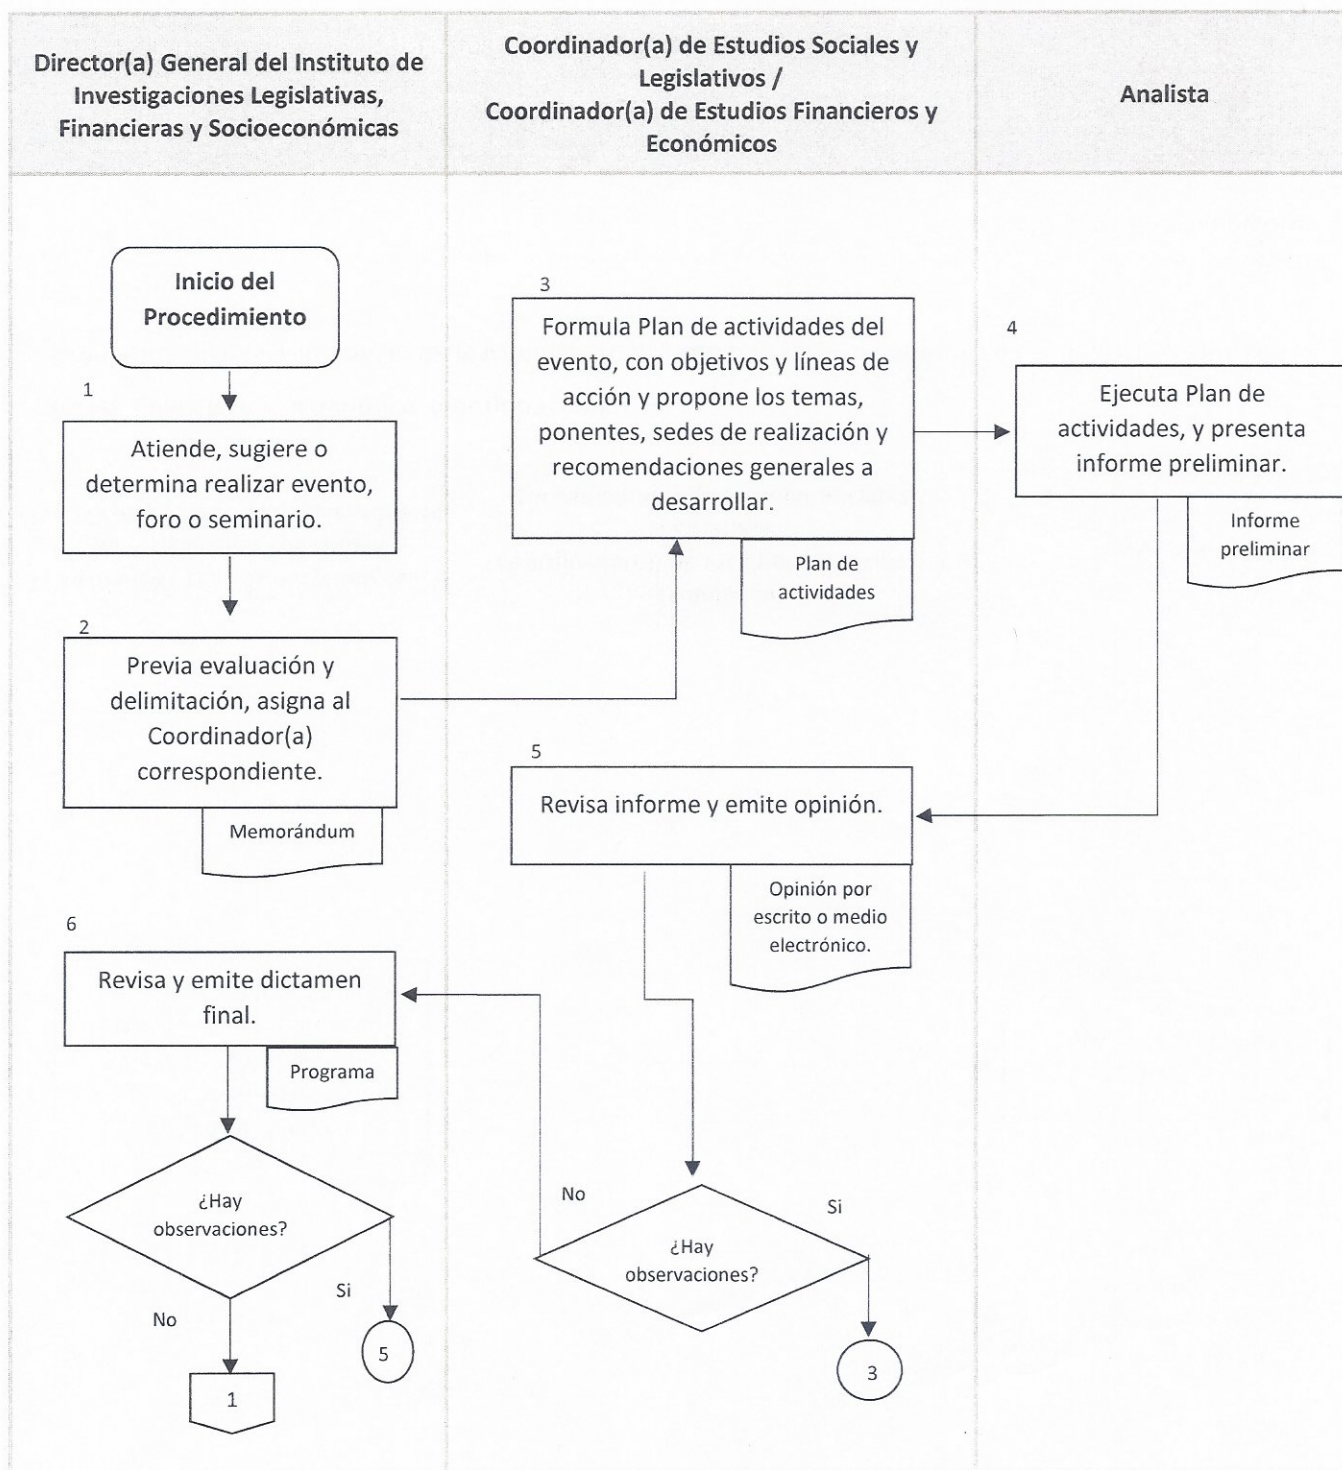 Director(a) General del Instituto de
Investigaciones Legislativas,
Financieras y Socioeconómicas
Coordinador(a) de Estudios Sociales y
Legislativos /
Coordinador(a) de Estudios Financieros y
Económicos
Analista
Inicio del
Procedimiento
1
Atiende, sugiere o
determina realizar evento,
foro o seminario.
2
Previa evaluación y
delimitación, asigna al
Coordinador(a)
correspondiente.
Memorándum
3
Formula Plan de actividades del
evento, con objetivos y líneas de
acción y propone los temas,
ponentes, sedes de realización y
recomendaciones generales a
desarrollar.
Plan de
actividades
4
Ejecuta Plan de
actividades, y presenta
informe preliminar.
Informe
preliminar
5
Revisa informe y emite opinión.
Opinión por
escrito o medio
electrónico.
6
Revisa y emite dictamen
final.
Programa
¿Hay
observaciones?
No
Si
5
1
¿Hay
observaciones?
No
Si
3